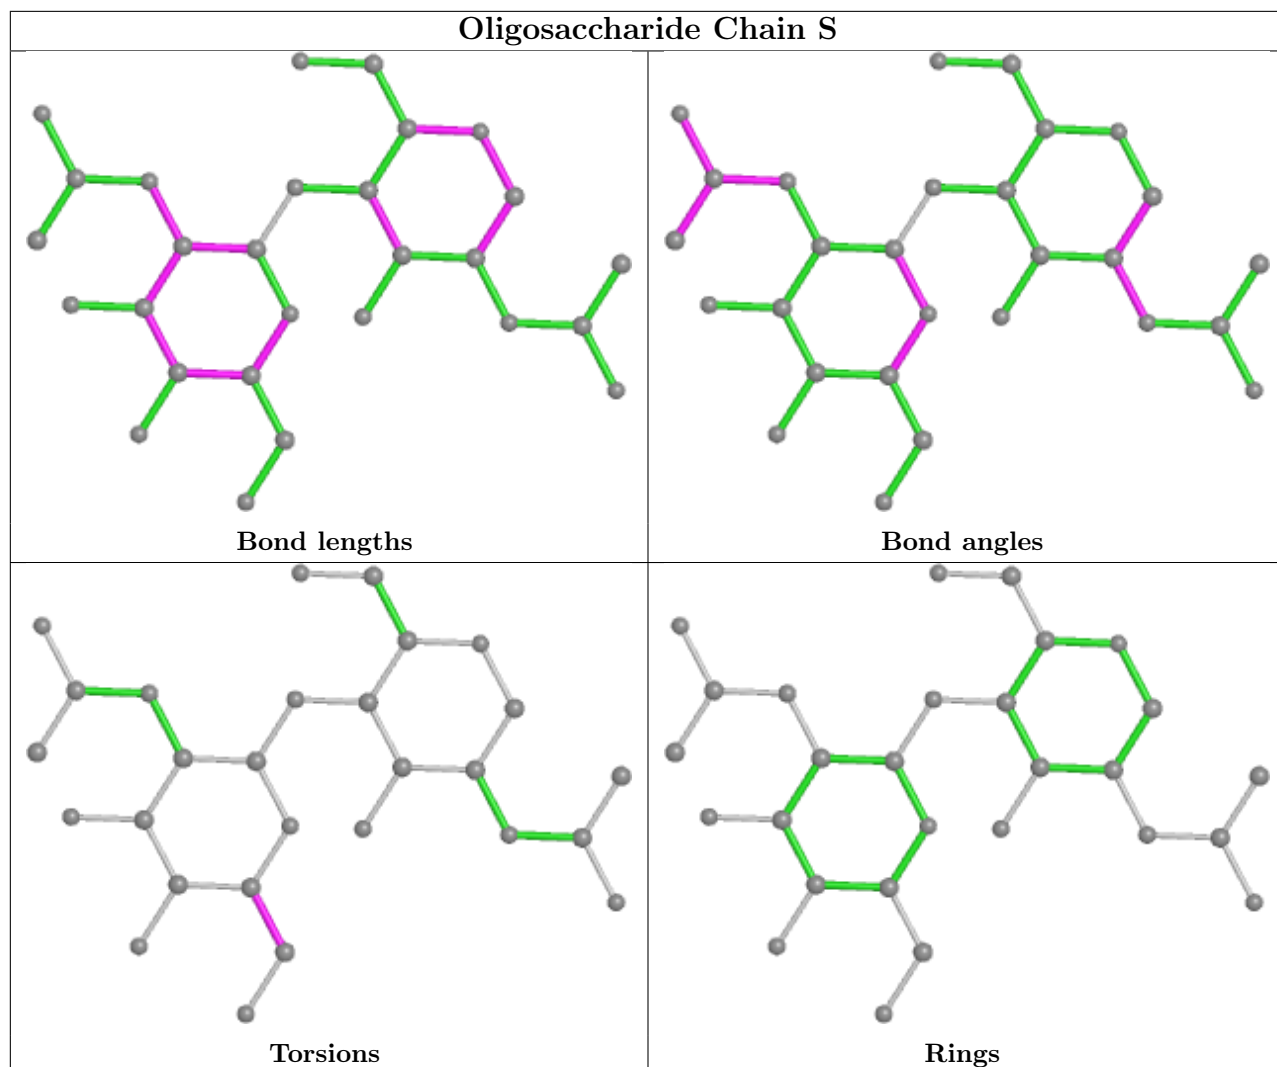 Oligosaccharide Chain S
Bond lengths
Bond angles
Torsions
Rings